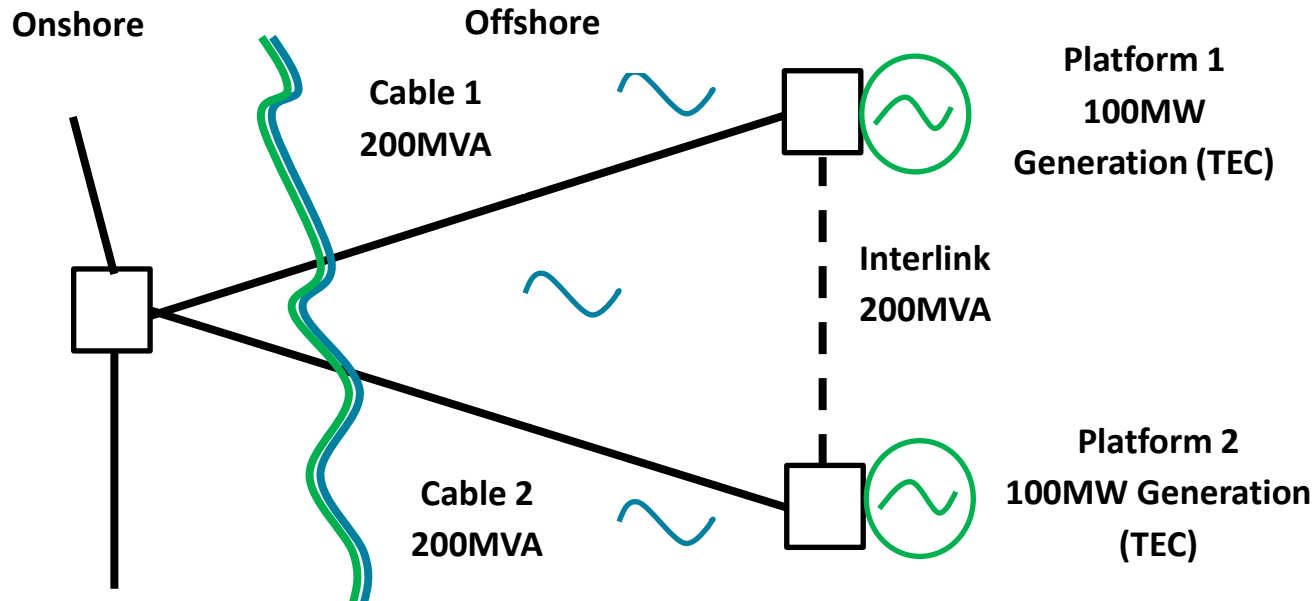 Onshore
Offshore
Cable 1
200MVA
Platform 1
100MW
Generation (TEC)
Interlink
200MVA
Cable 2
200MVA
Platform 2
100MW Generation
(TEC)